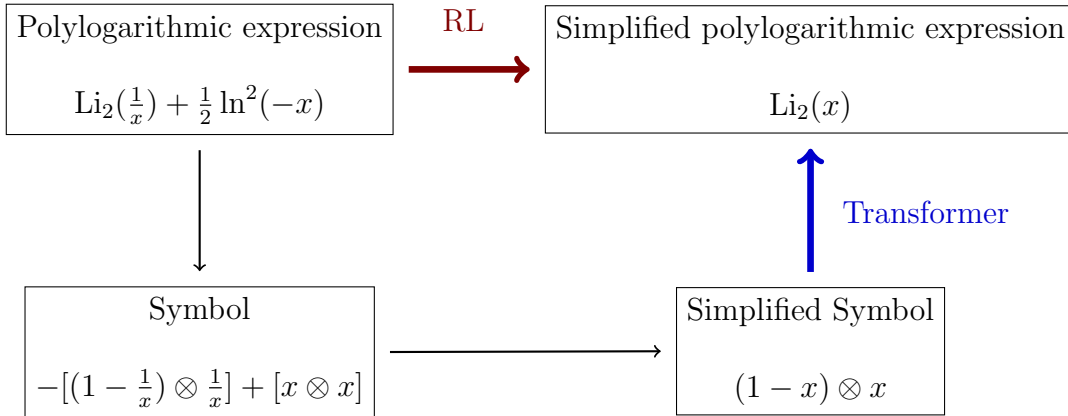 Polylogarithmic expression
Li₂(1/x) + 1/2 ln²(−x)
RL
Simplified polylogarithmic expression
Li₂(x)
Transformer
Symbol
−[(1 − 1/x) ⊗ 1/x] + [x ⊗ x]
Simplified Symbol
(1 − x) ⊗ x